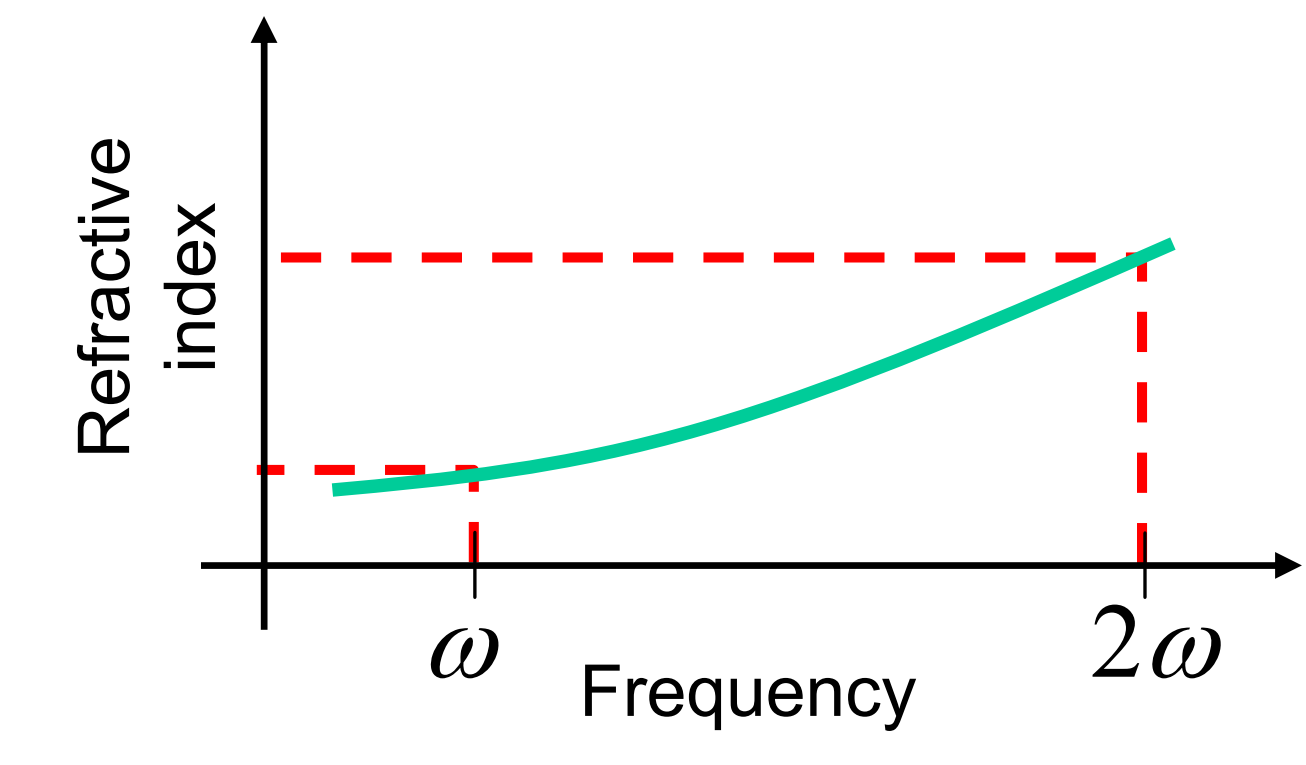 Refractive
index
ω
2ω
Frequency